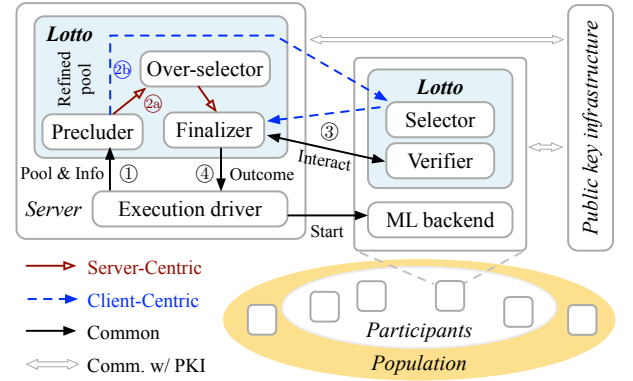 Lotto
Refined
pool
2b
Over-selector
2a
Precluder
Finalizer
Pool & Info
1
4
Outcome
Server
Execution driver
3
Interact
Start
Lotto
Selector
Verifier
ML backend
Public key infrastructure
Server-Centric
Client-Centric
Common
Comm. w/ PKI
Participants
Population